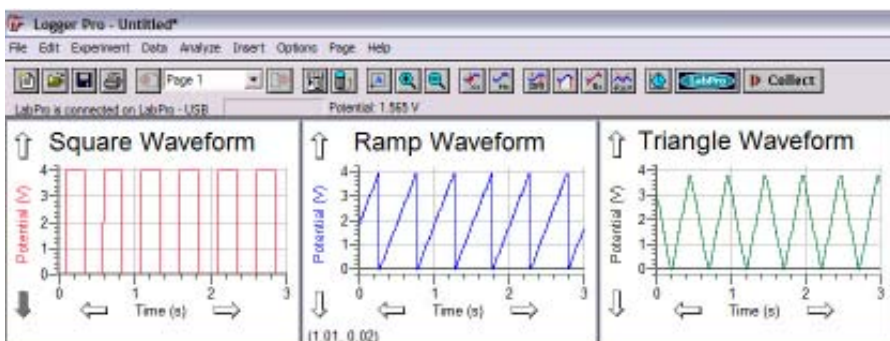 Logger Pro - Untitled*
File Edit Experiment Data Analyze Insert Options Page Help
Page 1
LabPro
Collect
LabPro is connected on LabPro - USB
Potential: 1.565 V
Square Waveform
4
3
2
1
0
Potential (V)
0 1 2 3
Time (s)
Ramp Waveform
4
3
2
1
0
Potential (V)
0 1 2 3
Time (s)
(1.01, 0.02)
Triangle Waveform
4
3
2
1
0
Potential (V)
0 1 2 3
Time (s)